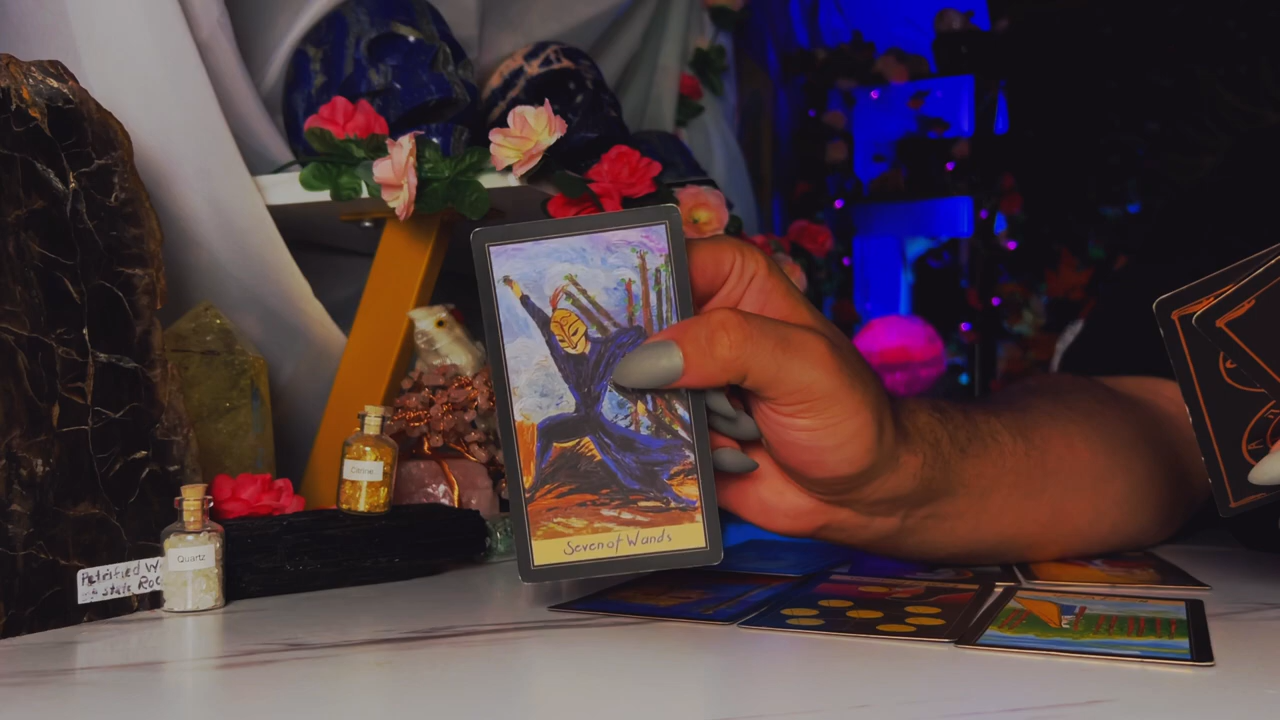 Seven of Wands
Citrine
Quartz
Petrified W
state Roc